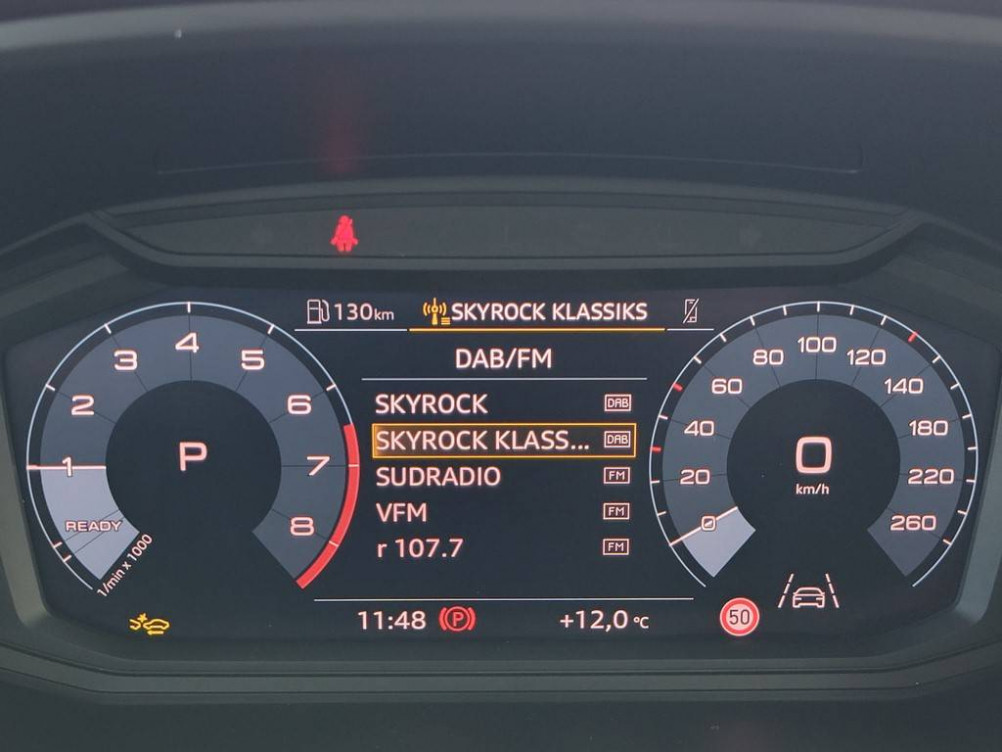 130km
SKYROCK KLASSIKS
DAB/FM
SKYROCK DAB
SKYROCK KLASS... DAB
SUDRADIO FM
VFM FM
r 107.7 FM
1 2 3 4 5 6 7 8
READY
1/min x 1000
P
0 20 40 60 80 100 120 140 180 220 260
0
km/h
11:48 (P) +12,0 °C
50